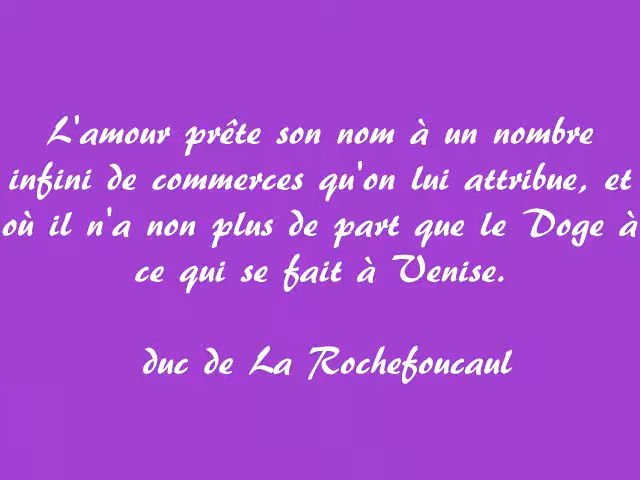 L'amour prête son nom à un nombre
infini de commerces qu'on lui attribue, et
où il n'a non plus de part que le Doge à
ce qui se fait à Venise.
duc de La Rochefoucaul